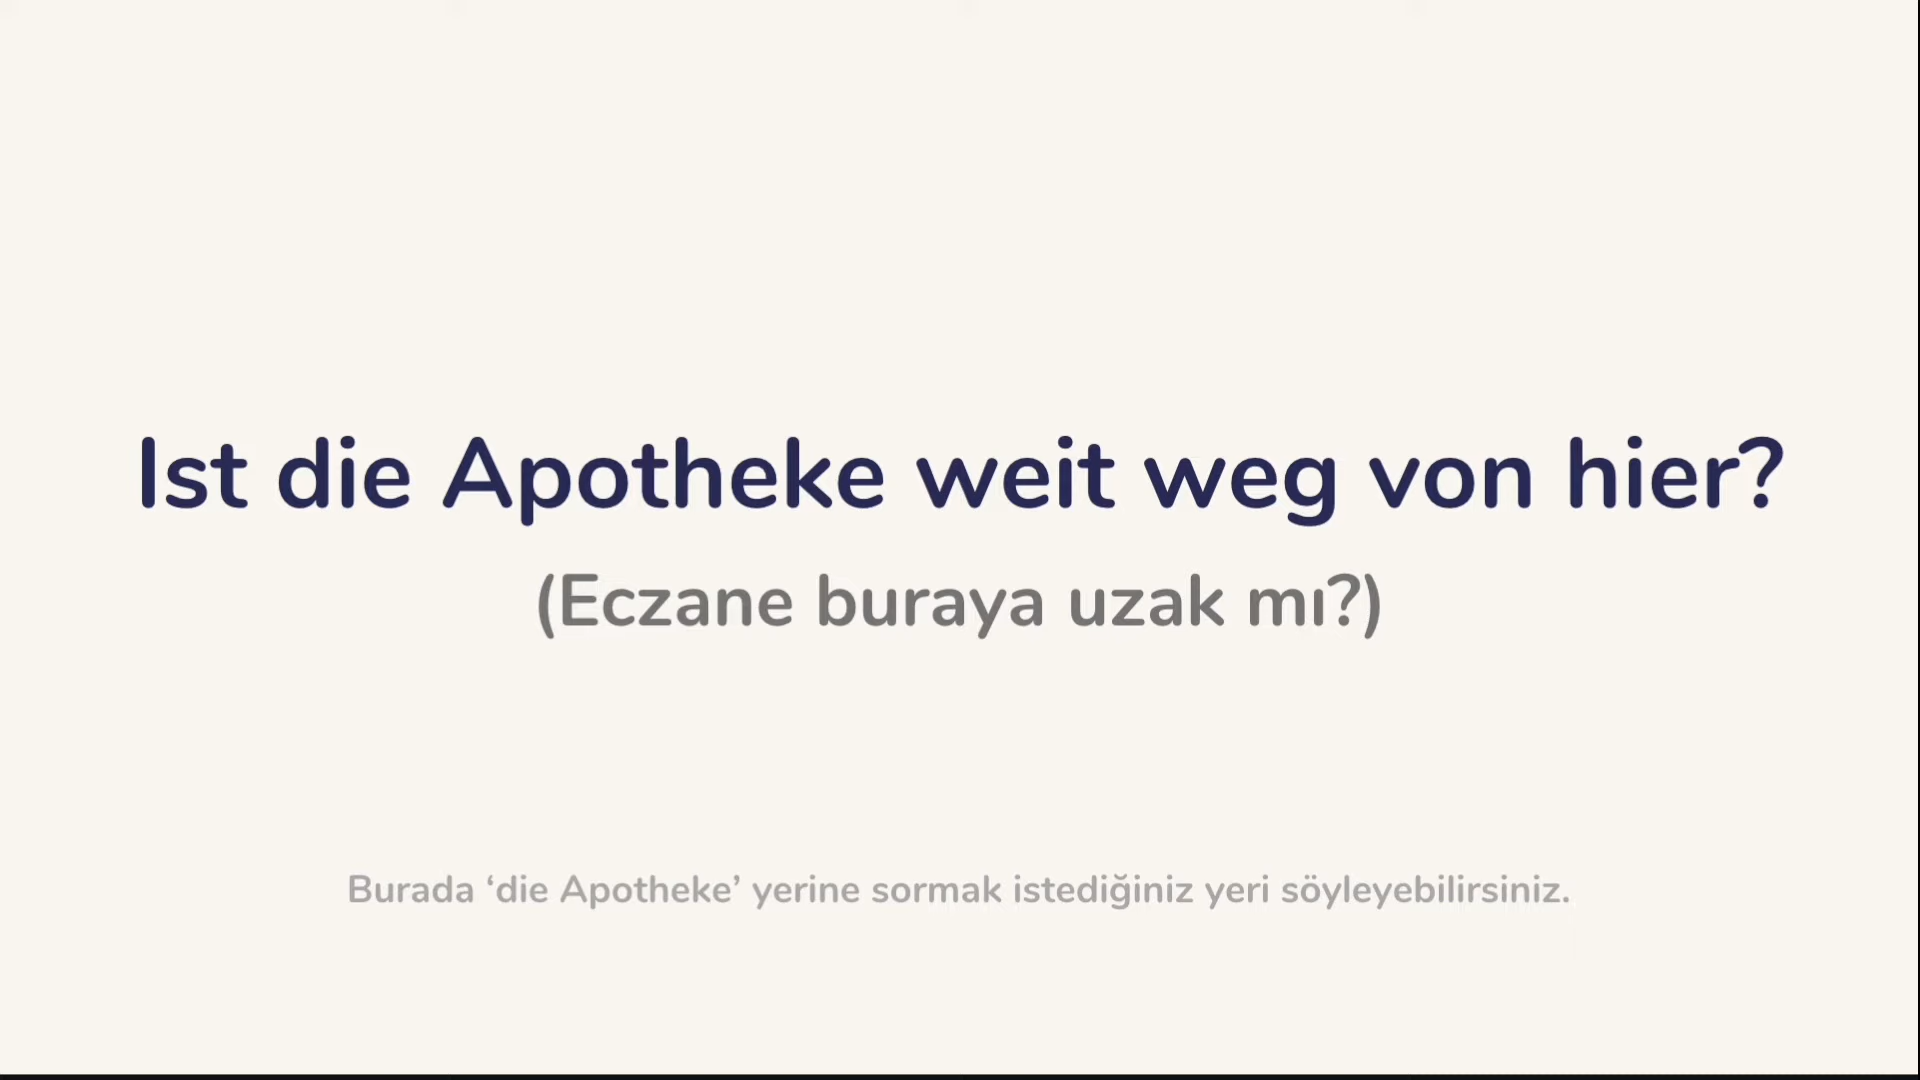 Ist die Apotheke weit weg von hier?
(Eczane buraya uzak mı?)
Burada ‘die Apotheke’ yerine sormak istediğiniz yeri söyleyebilirsiniz.